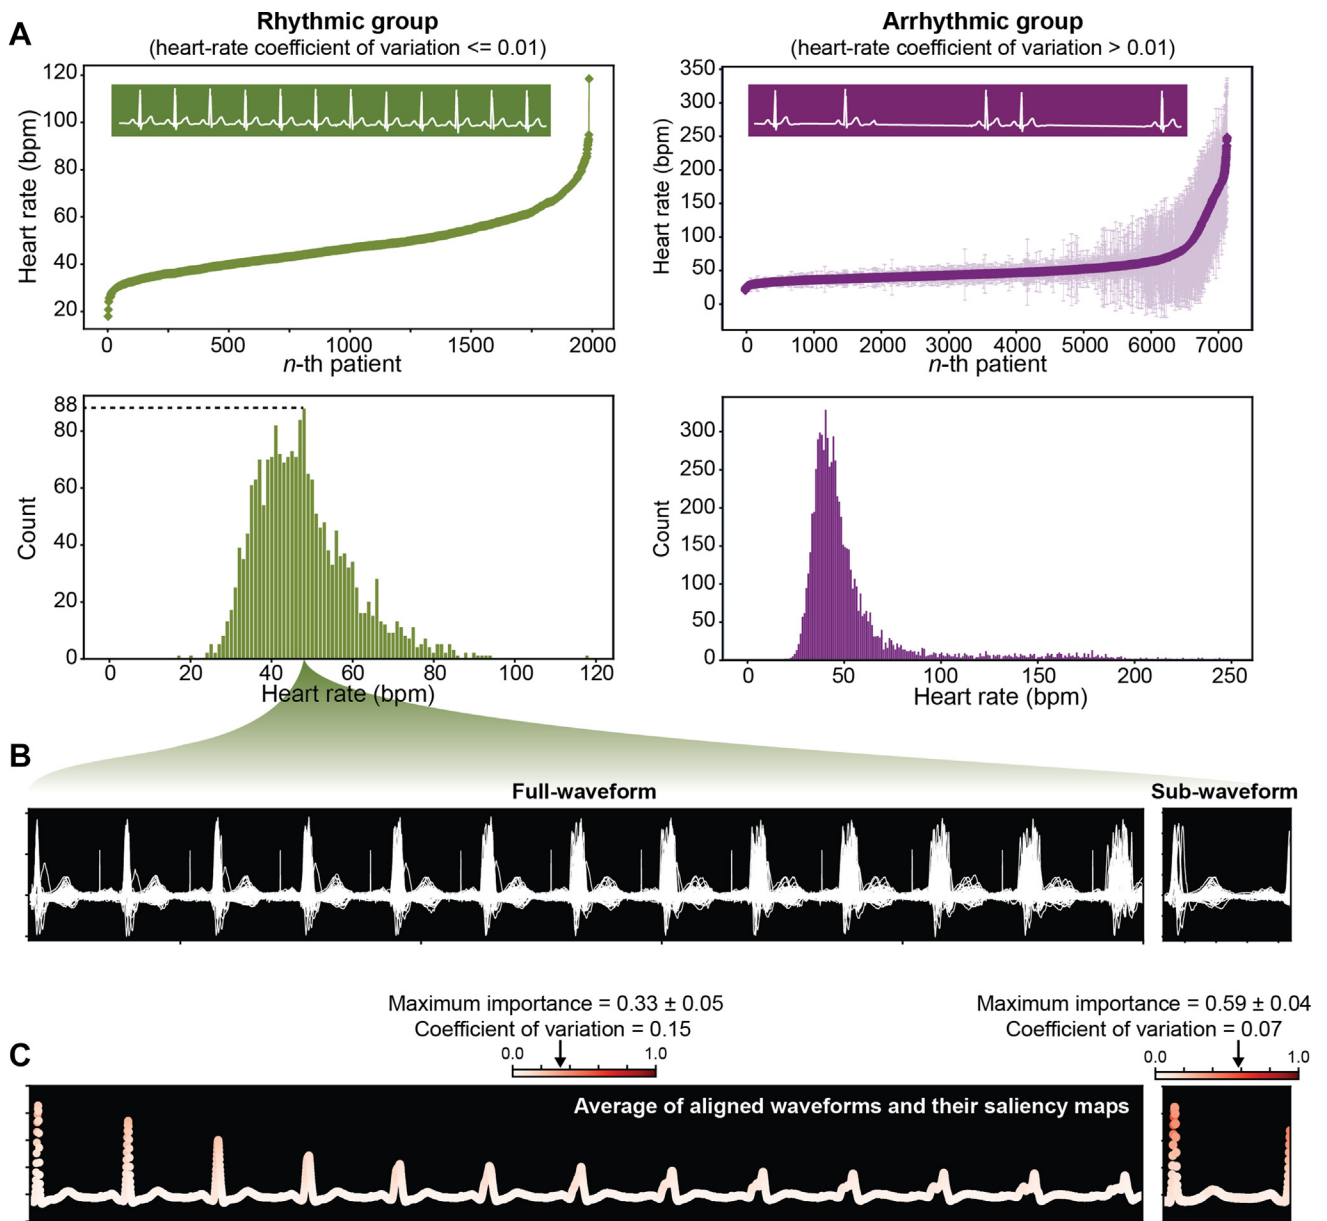 A
Rhythmic group
(heart-rate coefficient of variation <= 0.01)
Heart rate (bpm)
120
100
80
60
40
20
0
500
1000
1500
2000
n-th patient
Arrhythmic group
(heart-rate coefficient of variation > 0.01)
Heart rate (bpm)
350
300
250
200
150
100
50
0
0
1000
2000
3000
4000
5000
6000
7000
n-th patient
Count
88
80
60
40
20
0
0
20
40
60
80
100
120
Heart rate (bpm)
Count
300
250
200
150
100
50
0
0
50
100
150
200
250
Heart rate (bpm)
B
Full-waveform
Sub-waveform
Maximum importance = 0.33 ± 0.05
Coefficient of variation = 0.15
0.0
1.0
Maximum importance = 0.59 ± 0.04
Coefficient of variation = 0.07
0.0
1.0
C
Average of aligned waveforms and their saliency maps